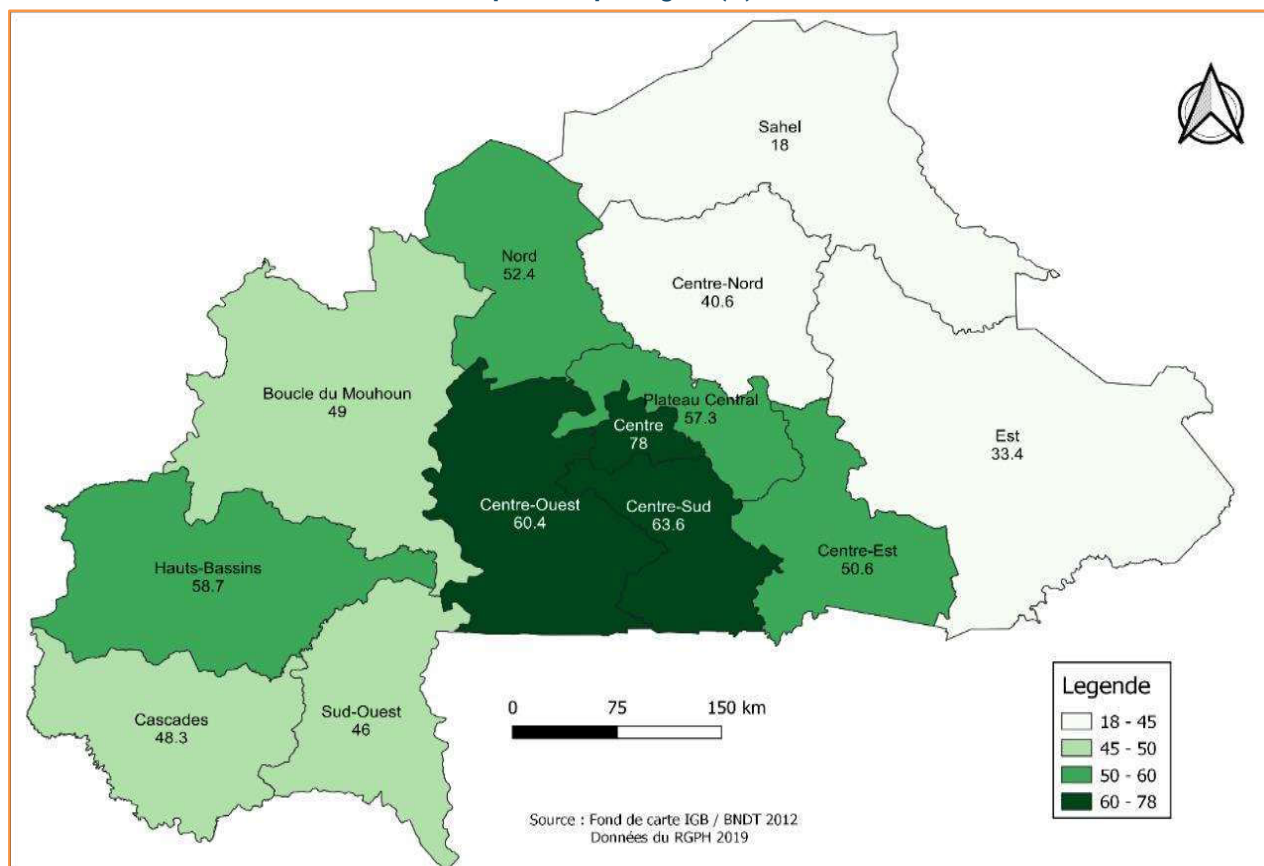 Sahel
18
Nord
52.4
Centre-Nord
40.6
Boucle du Mouhoun
49
Plateau Central
57.3
Centre
78
Est
33.4
Centre-Ouest
60.4
Centre-Sud
63.6
Centre-Est
50.6
Hauts-Bassins
58.7
Cascades
48.3
Sud-Ouest
46
0 75 150 km
Legende
18 - 45
45 - 50
50 - 60
60 - 78
Source : Fond de carte IGB / BNDT 2012
Données du RGPH 2019